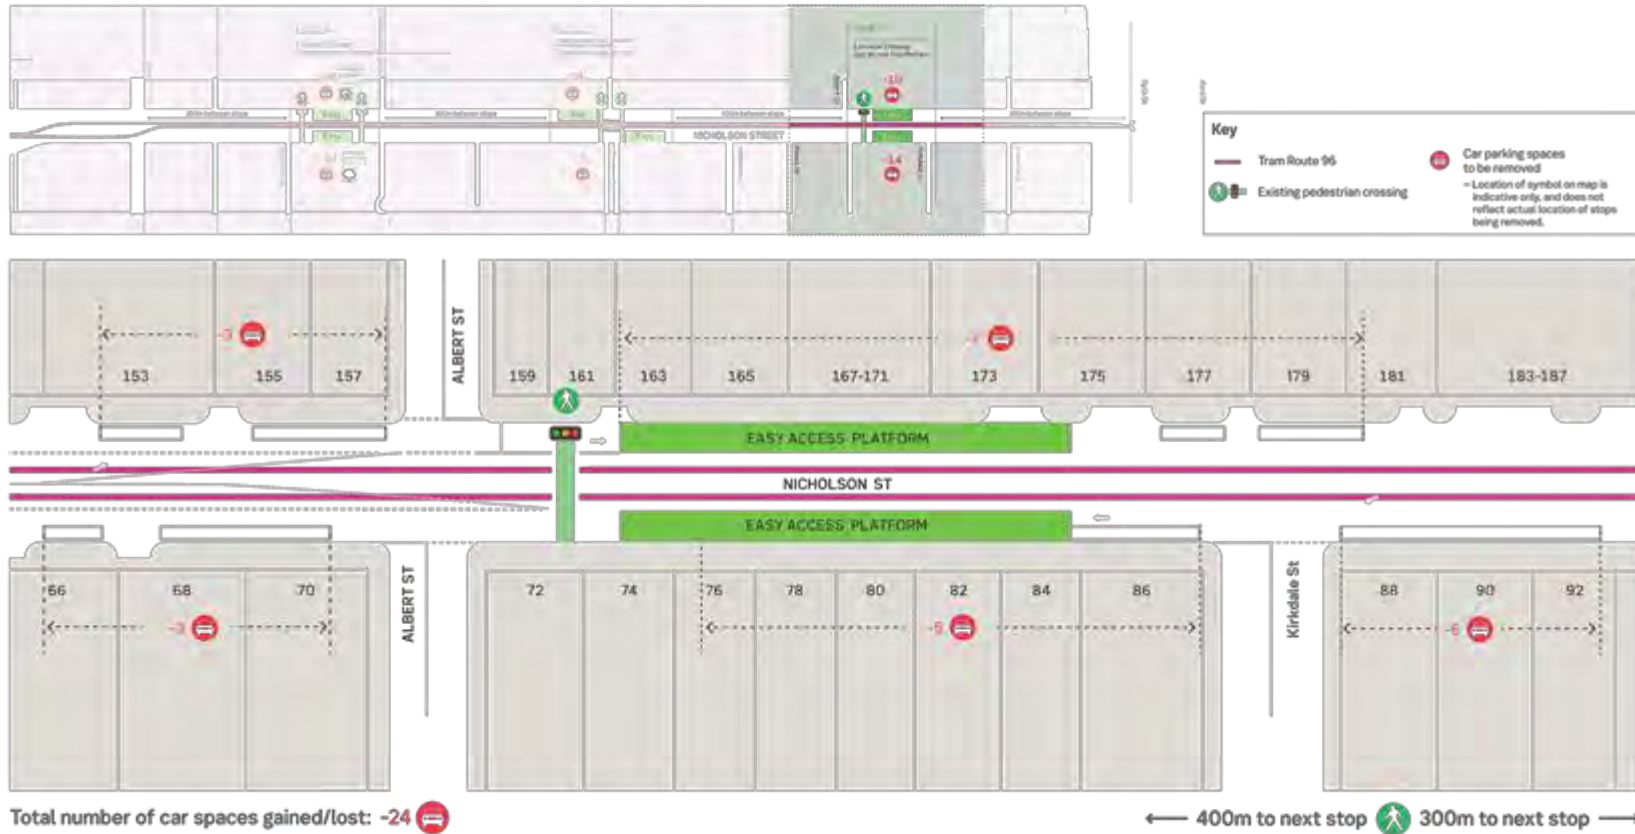 -10
NICHOLSON STREET
-14
Key
Tram Route 96
Existing pedestrian crossing
Car parking spaces
to be removed
– Location of symbol on map is
indicative only, and does not
reflect actual location of stops
being removed.
-3
153 155 157
ALBERT ST
159 161 163 165 167-171 173 175 177 179 181 183-187
EASY ACCESS PLATFORM
NICHOLSON ST
EASY ACCESS PLATFORM
66 68 70
ALBERT ST
72 74 76 78 80 82 84 86
Kirkdale St
88 90 92
-3
-6
-6
Total number of car spaces gained/lost: -24
400m to next stop
300m to next stop